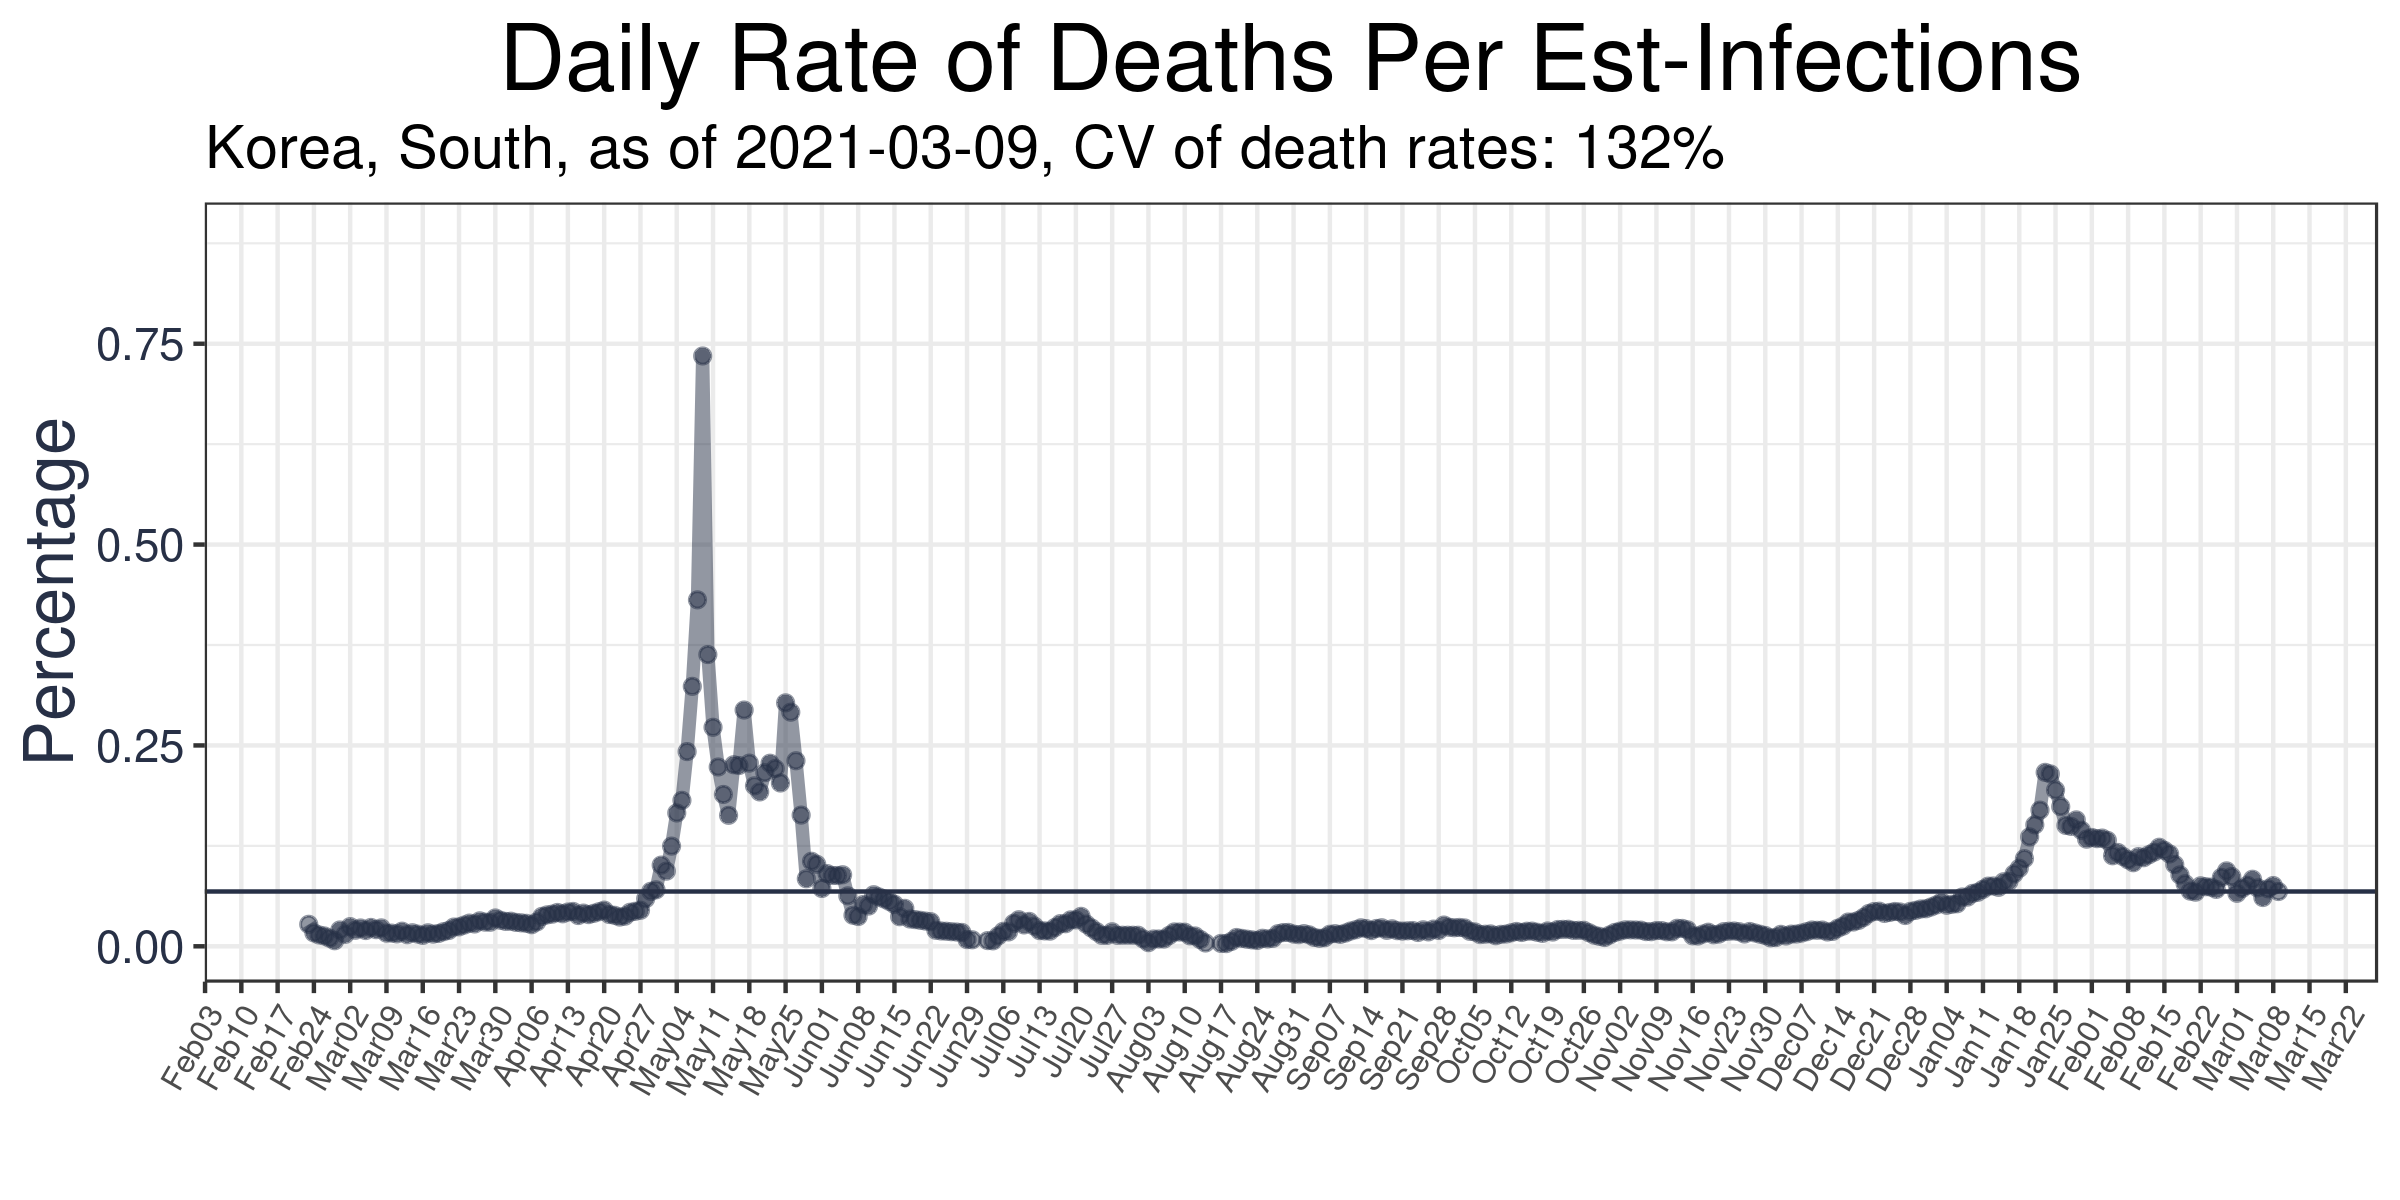 Daily Rate of Deaths Per Est-Infections
Korea, South, as of 2021-03-09, CV of death rates: 132%
Percentage
0.75
0.50
0.25
0.00
Feb03
Feb10
Feb17
Feb24
Mar02
Mar09
Mar16
Mar23
Mar30
Apr06
Apr13
Apr20
Apr27
May04
May11
May18
May25
Jun01
Jun08
Jun15
Jun22
Jun29
Jul06
Jul13
Jul20
Jul27
Aug03
Aug10
Aug17
Aug24
Aug31
Sep07
Sep14
Sep21
Sep28
Oct05
Oct12
Oct19
Oct26
Nov02
Nov09
Nov16
Nov23
Nov30
Dec07
Dec14
Dec21
Dec28
Jan04
Jan11
Jan18
Jan25
Feb01
Feb08
Feb15
Feb22
Mar01
Mar08
Mar15
Mar22